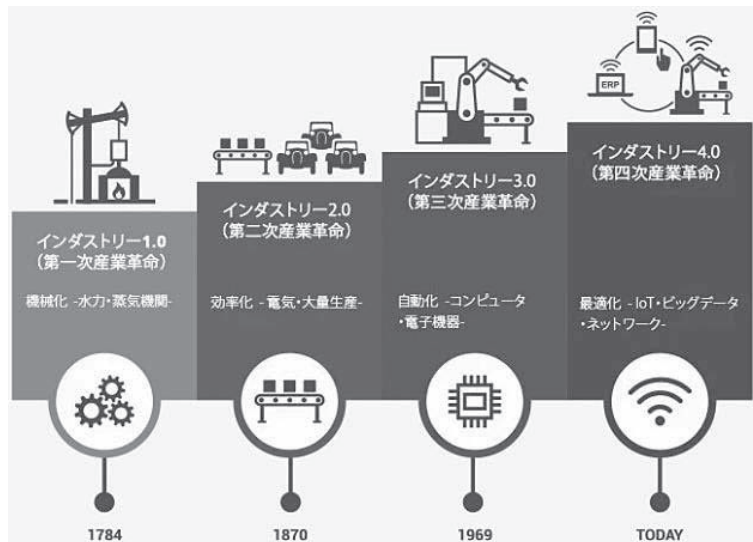 ERP
インダストリー1.0
（第一次産業革命）
機械化 -水力・蒸気機関-
インダストリー2.0
（第二次産業革命）
効率化 -電気・大量生産-
インダストリー3.0
（第三次産業革命）
自動化 -コンピュータ
・電子機器-
インダストリー4.0
（第四次産業革命）
最適化 -IoT・ビッグデータ
・ネットワーク-
1784
1870
1969
TODAY